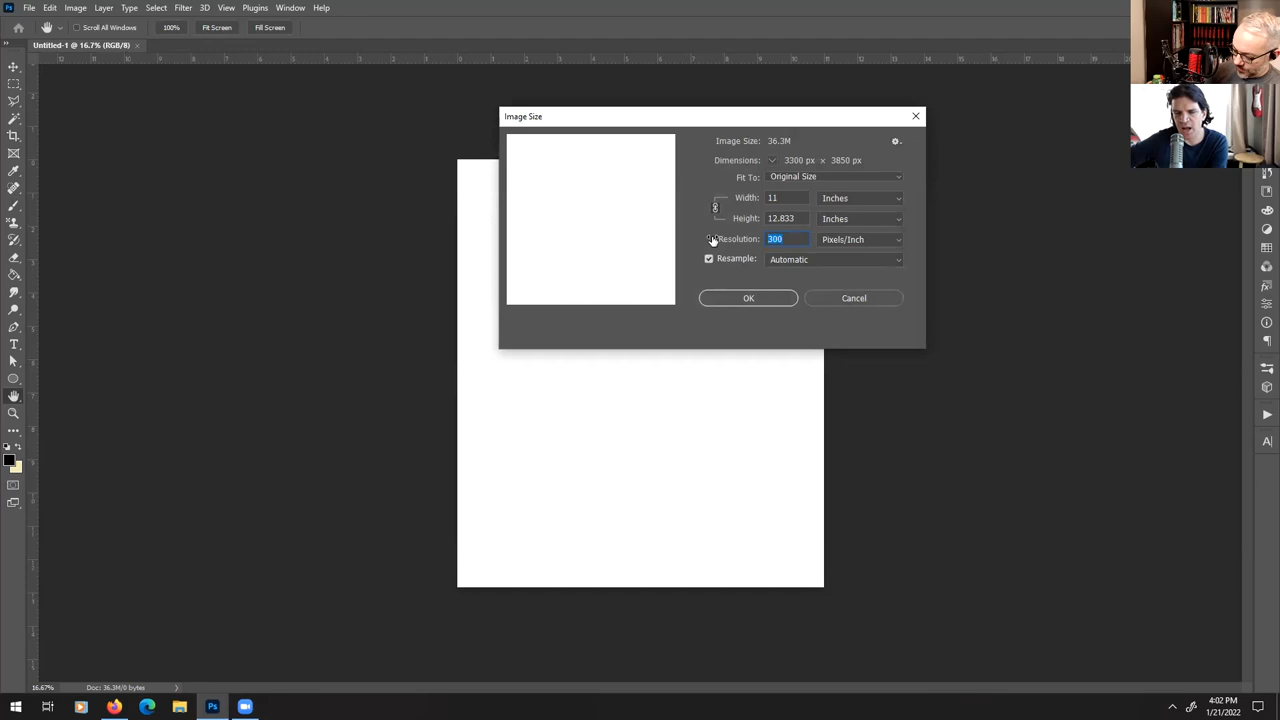 Ps File Edit Image Layer Type Select Filter 3D View Plugins Window Help
Scroll All Windows 100% Fit Screen Fill Screen
Untitled-1 @ 16.7% (RGB/8) ×
Image Size
Image Size: 36.3M
Dimensions: 3300 px × 3850 px
Fit To: Original Size
Width: 11 Inches
Height: 12.833 Inches
Resolution: 300 Pixels/Inch
Resample: Automatic
OK Cancel
16.67% Doc: 36.3M/0 bytes
Ps 4:02 PM
1/21/2022